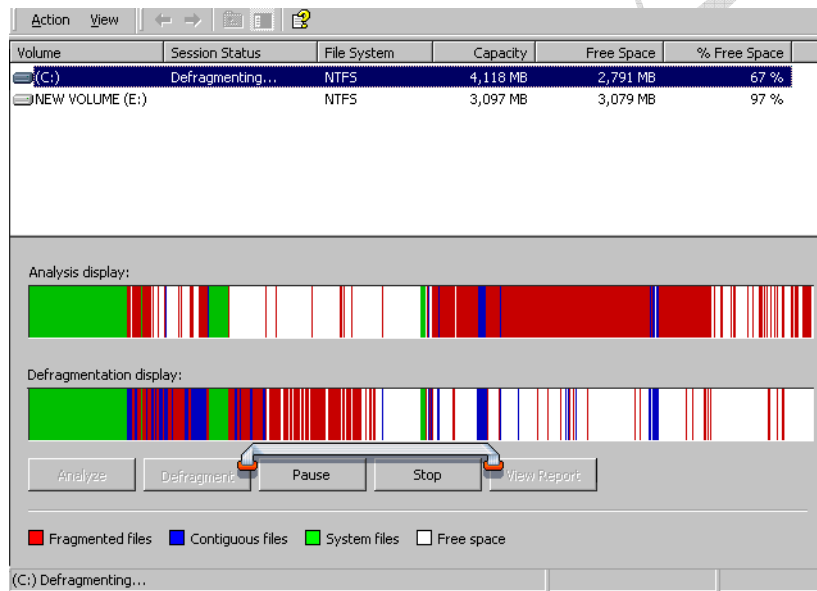 Action View
Volume Session Status File System Capacity Free Space % Free Space
(C:) Defragmenting... NTFS 4,118 MB 2,791 MB 67 %
NEW VOLUME (E:) NTFS 3,097 MB 3,079 MB 97 %
Analysis display:
Defragmentation display:
Analyze Defragment Pause Stop View Report
Fragmented files Contiguous files System files Free space
(C:) Defragmenting...